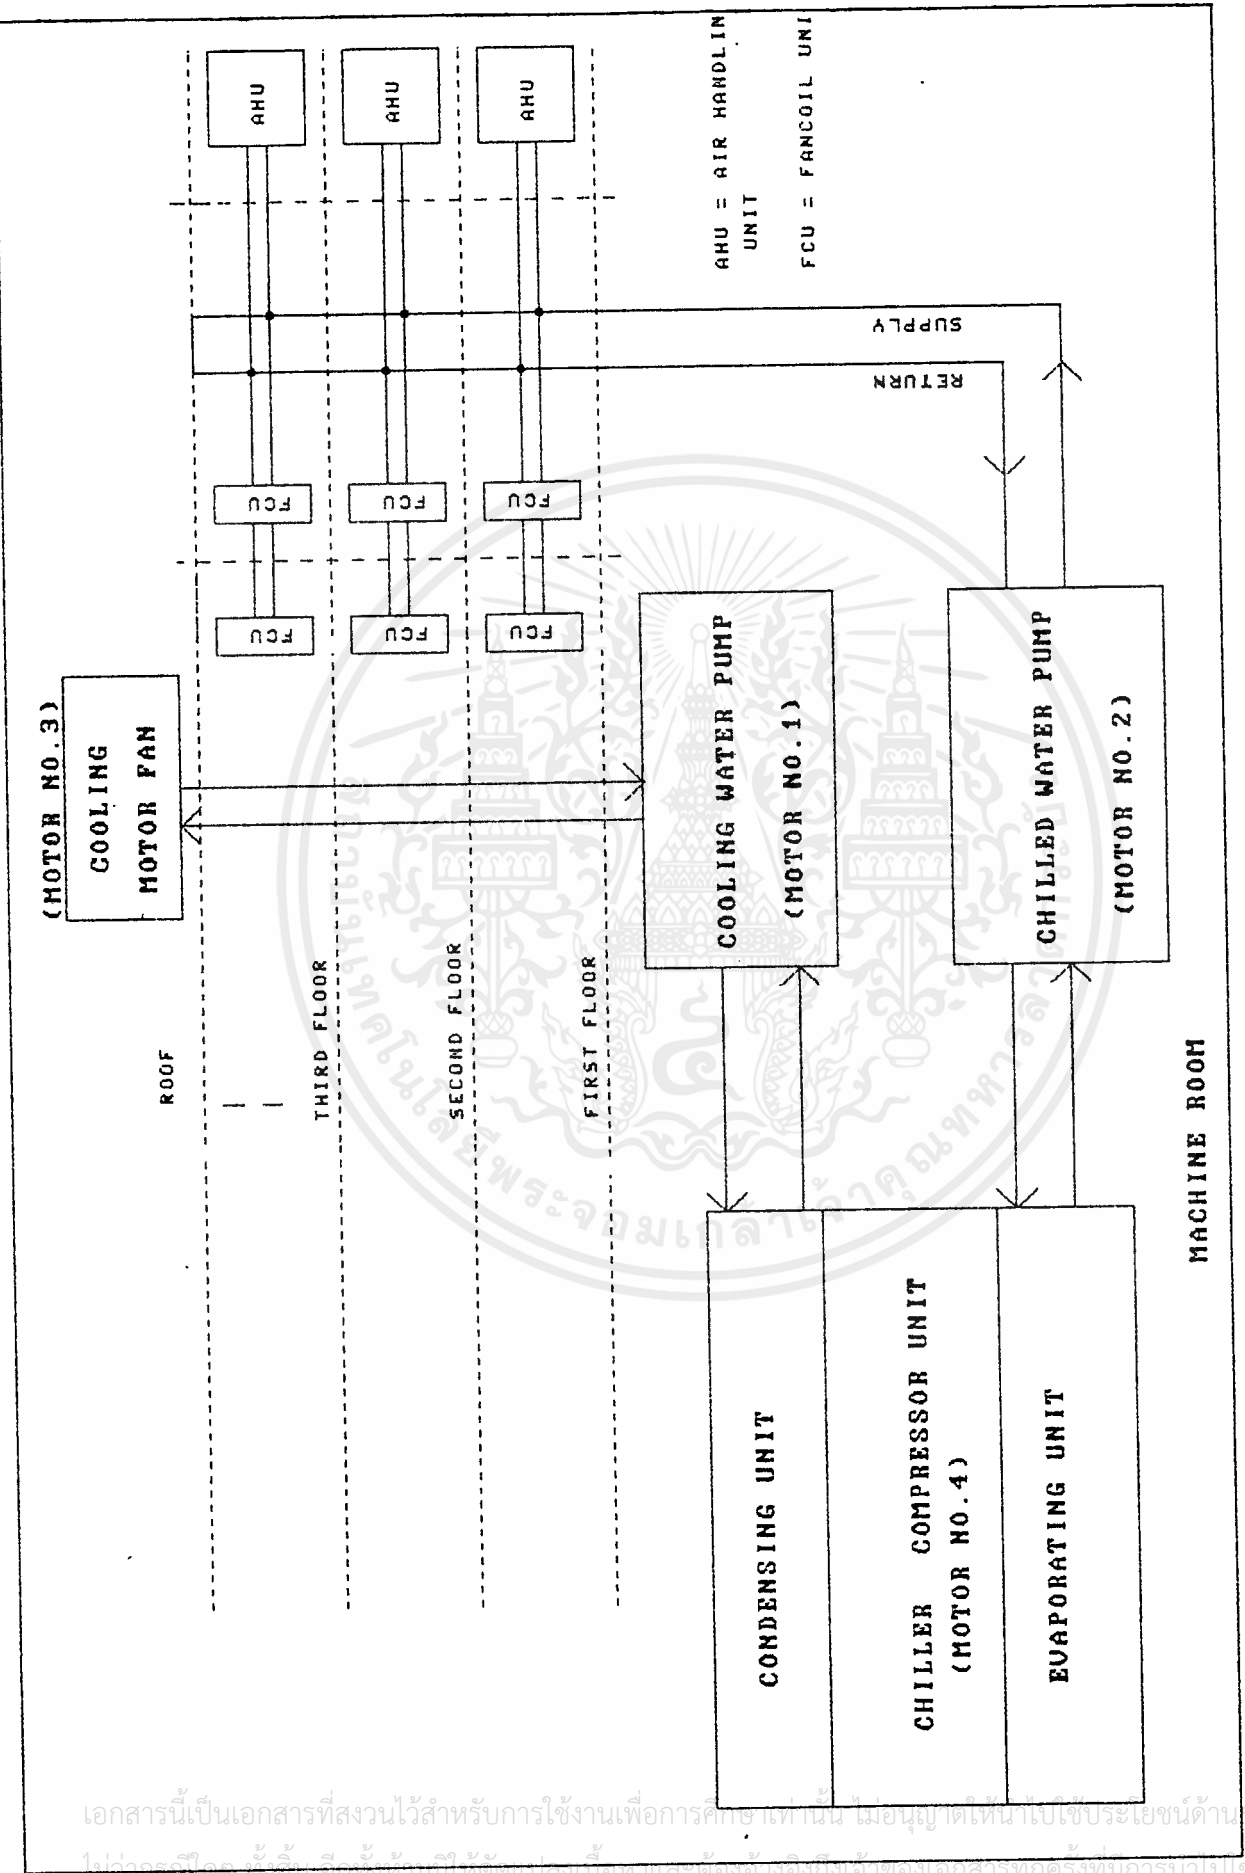 (MOTOR NO.3)
COOLING
MOTOR FAN
ROOF
THIRD FLOOR
SECOND FLOOR
FIRST FLOOR
AHU
AHU
AHU
FCU
FCU
FCU
FCU
FCU
FCU
AHU = AIR HANDLIN
UNIT
FCU = FANCOIL UNI
SUPPLY
RETURN
COOLING WATER PUMP
(MOTOR NO.1)
CHILLED WATER PUMP
(MOTOR NO.2)
CONDENSING UNIT
CHILLER COMPRESSOR UNIT
(MOTOR NO.4)
EVAPORATING UNIT
MACHINE ROOM
เอกสารนี้เป็นเอกสารที่สงวนไว้สำหรับการใช้งานเพื่อการศึกษาเท่านั้น ไม่อนุญาตให้นำไปใช้ประโยชน์ด้าน